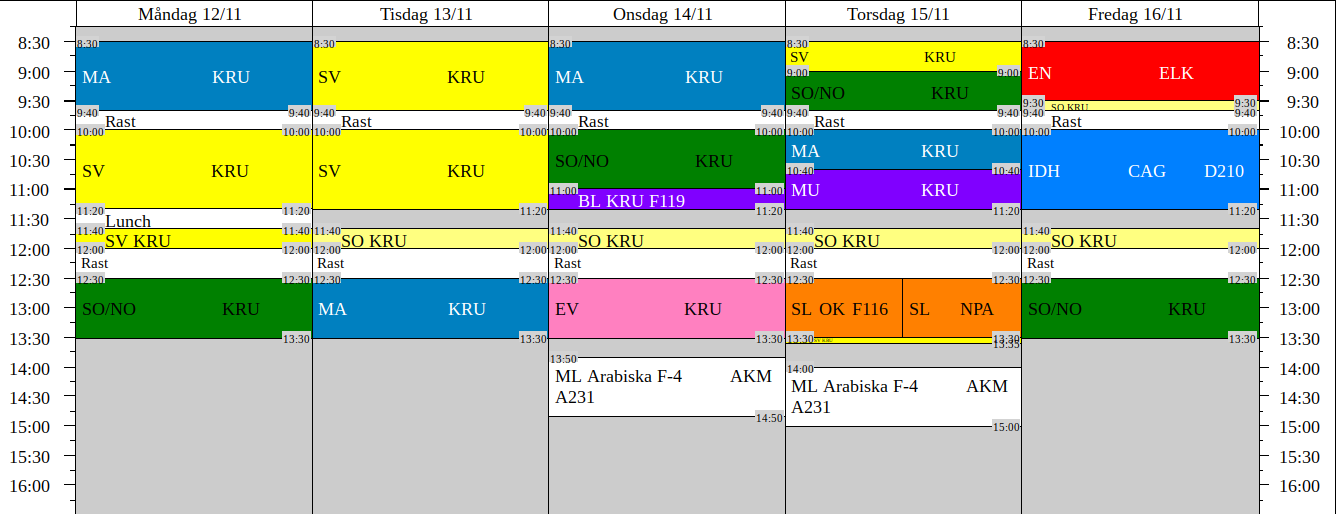 Måndag 12/11
Tisdag 13/11
Onsdag 14/11
Torsdag 15/11
Fredag 16/11
8:30
9:00
9:30
10:00
10:30
11:00
11:30
12:00
12:30
13:00
13:30
14:00
14:30
15:00
15:30
16:00
8:30
MA KRU
9:40 9:40
Rast
10:00 10:00
SV KRU
11:20 11:20
Lunch
11:40 11:40
SV KRU
12:00 12:00
Rast
12:30 12:30
SO/NO KRU
13:30
8:30
SV KRU
9:40 9:40
Rast
10:00 10:00
SV KRU
11:20
11:40
SO KRU
12:00 12:00
Rast
12:30 12:30
MA KRU
13:30
8:30
MA KRU
9:40 9:40
Rast
10:00 10:00
SO/NO KRU
11:00 11:00
BL KRU F119
11:20
11:40
SO KRU
12:00 12:00
Rast
12:30 12:30
EV KRU
13:30
13:50
ML Arabiska F-4 AKM
A231
14:50
8:30
SV KRU
9:00 9:00
SO/NO KRU
9:40 9:40
Rast
10:00 10:00
MA KRU
10:40 10:40
MU KRU
11:20
11:40
SO KRU
12:00 12:00
Rast
12:30 12:30
SL OK F116 SL NPA
13:30 13:30
SV KRU
13:35
14:00
ML Arabiska F-4 AKM
A231
15:00
8:30
EN ELK
9:30 9:30
SO KRU
9:40 9:40
Rast
10:00 10:00
IDH CAG D210
11:20
11:40
SO KRU
12:00 12:00
Rast
12:30 12:30
SO/NO KRU
13:30
8:30
9:00
9:30
10:00
10:30
11:00
11:30
12:00
12:30
13:00
13:30
14:00
14:30
15:00
15:30
16:00